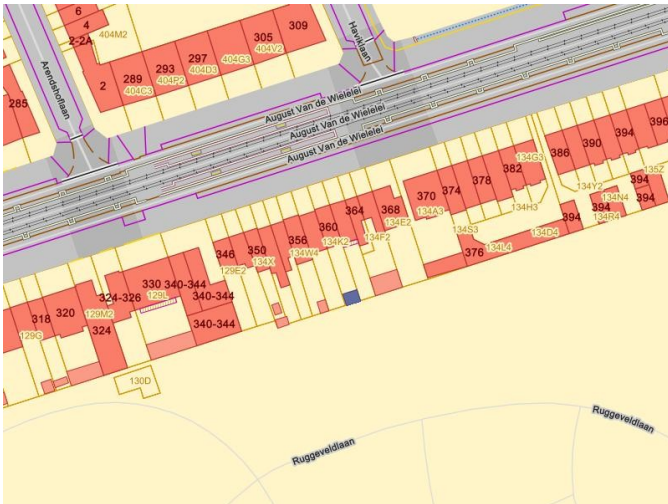 6
4
404M2
2-2A
309
305
404V2
297
404G3
293
404D3
289
404P2
2
404C3
285
Arendshoflaan
Haviklaan
August Van de Wielelei
August Van de Wielelei
August Van de Wielelei
396
394
390
386
135Z
134G3
382
378
374
370
134A3
134Y2
134N4
394
394
394
394
134R4
134H3
134D4
134L4
376
134S3
368
134E2
364
134F2
360
134K2
356
134W4
350
134X
346
129E2
340-344
340-344
340-344
330
129L
324-326
129M2
324
320
318
129G
130D
Ruggeveldlaan
Ruggeveldlaan